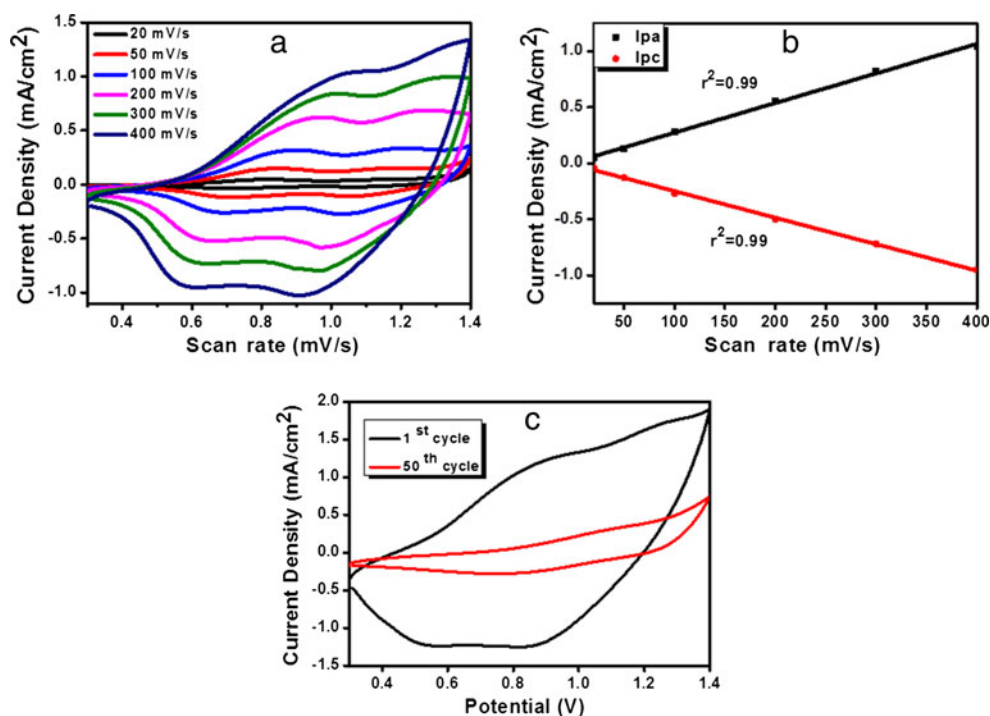 a
20 mV/s
50 mV/s
100 mV/s
200 mV/s
300 mV/s
400 mV/s
Current Density (mA/cm²)
1.5
1.0
0.5
0.0
-0.5
-1.0
0.4 0.6 0.8 1.0 1.2 1.4
Scan rate (mV/s)
b
Ipa
Ipc
r²=0.99
r²=0.99
Current Density (mA/cm²)
1.0
0.5
0.0
-0.5
-1.0
50 100 150 200 250 300 350 400
Scan rate (mV/s)
c
1 st cycle
50 th cycle
Current Density (mA/cm²)
2.0
1.5
1.0
0.5
0.0
-0.5
-1.0
-1.5
0.4 0.6 0.8 1.0 1.2 1.4
Potential (V)